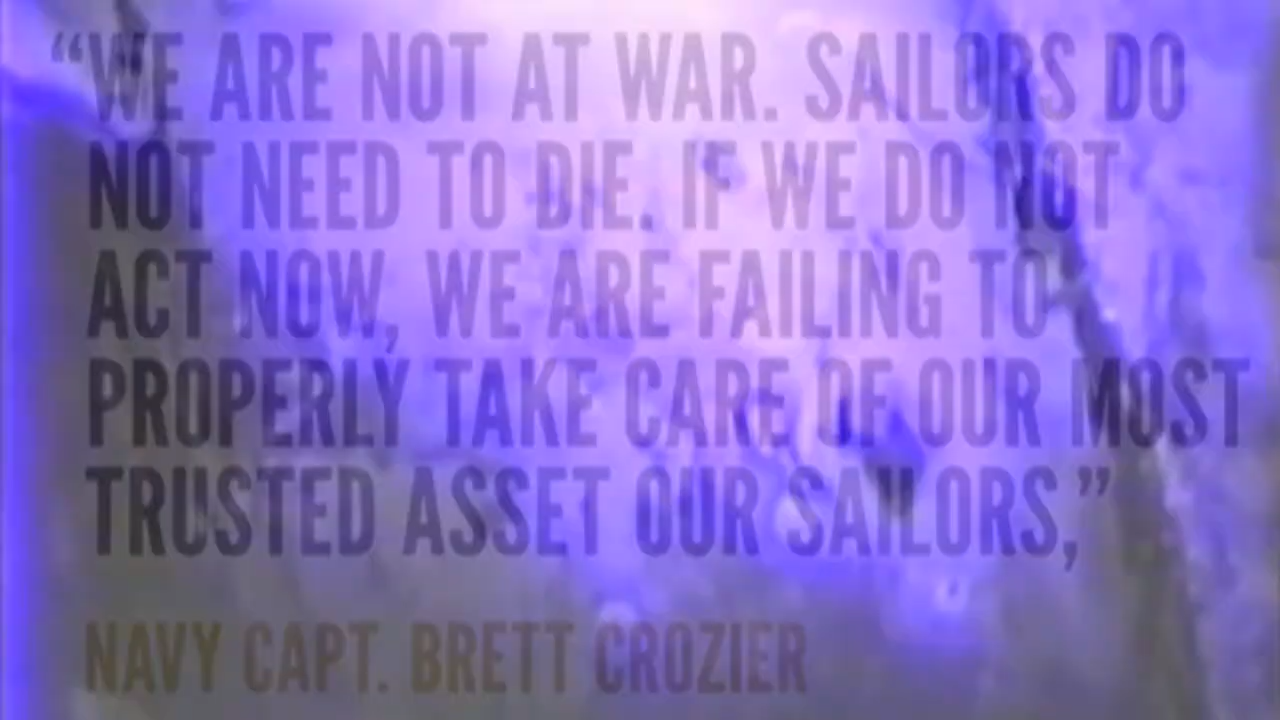 “WE ARE NOT AT WAR. SAILORS DO
NOT NEED TO DIE. IF WE DO NOT
ACT NOW, WE ARE FAILING TO
PROPERLY TAKE CARE OF OUR MOST
TRUSTED ASSET OUR SAILORS,”
NAVY CAPT. BRETT CROZIER